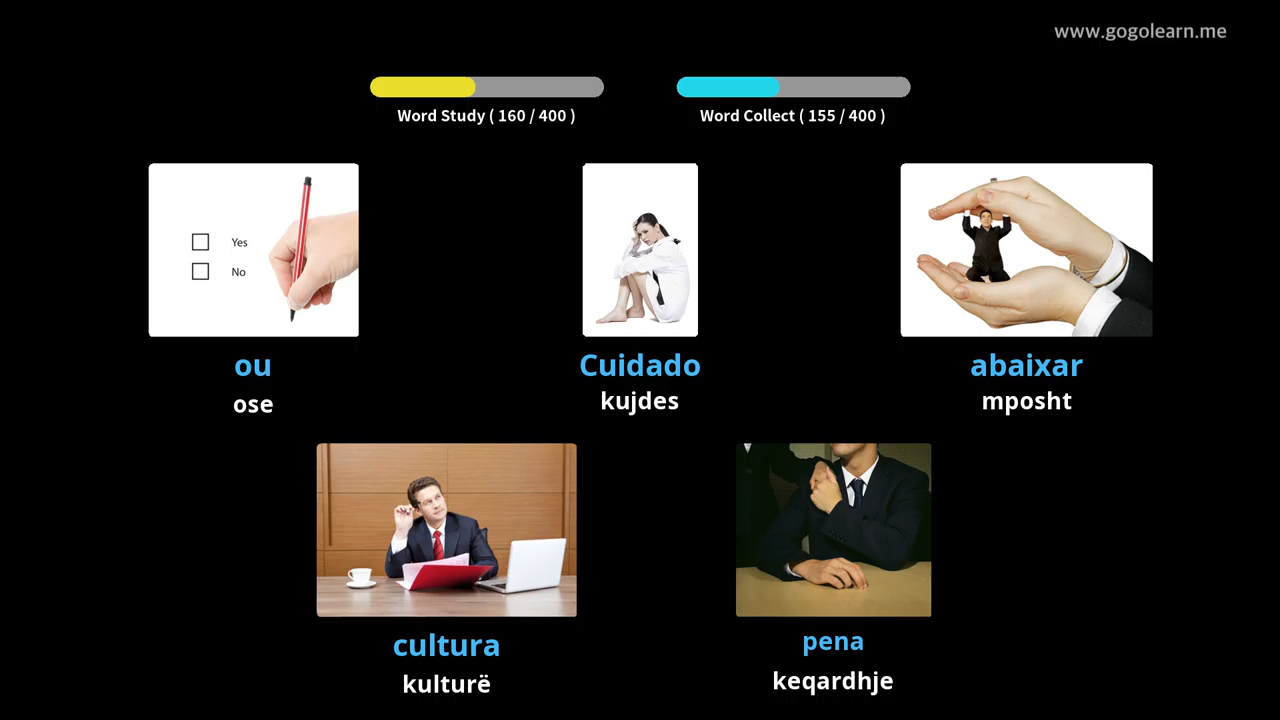 www.gogolearn.me
Word Study ( 160 / 400 )
Word Collect ( 155 / 400 )
Yes
No
ou
ose
Cuidado
kujdes
abaixar
mposht
cultura
kulturë
pena
keqardhje